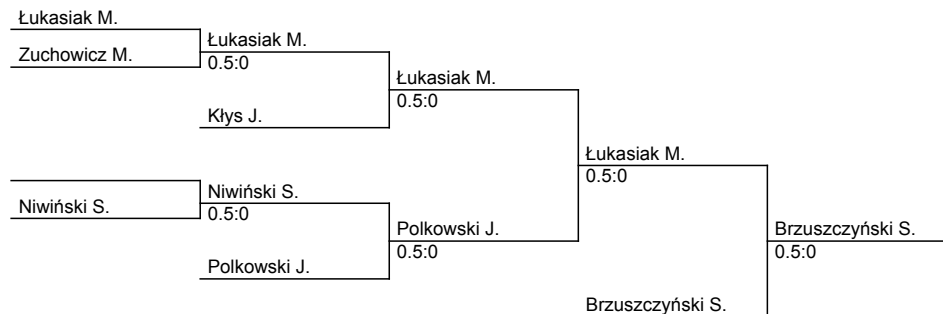 Łukasiak M.
Zuchowicz M.
Łukasiak M.
0.5:0
Kłys J.
Łukasiak M.
0.5:0
Niwiński S.
Niwiński S.
0.5:0
Polkowski J.
Polkowski J.
0.5:0
Łukasiak M.
0.5:0
Brzuszczyński S.
Brzuszczyński S.
0.5:0